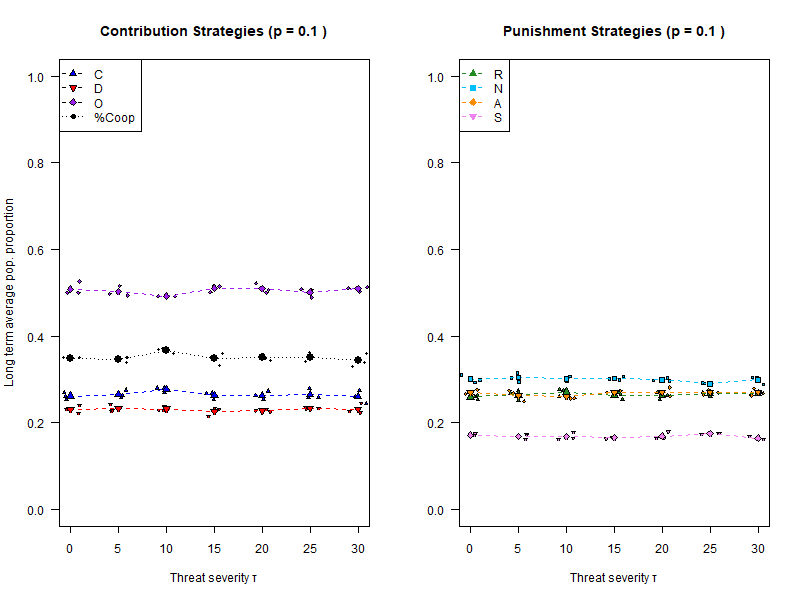 Contribution Strategies (p = 0.1 )
Long term average pop. proportion
1.0
0.8
0.6
0.4
0.2
0.0
C
D
O
%Coop
0 5 10 15 20 25 30
Threat severity τ
Punishment Strategies (p = 0.1 )
1.0
0.8
0.6
0.4
0.2
0.0
R
N
A
S
0 5 10 15 20 25 30
Threat severity τ